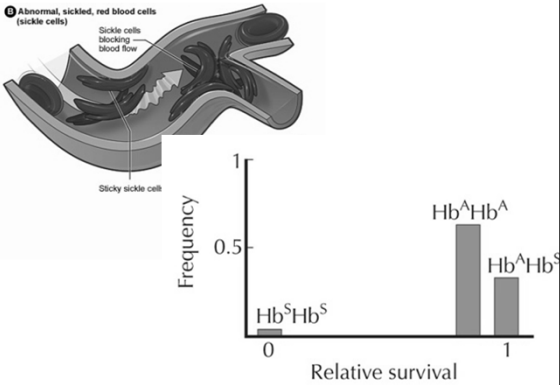 B Abnormal, sickled, red blood cells
(sickle cells)
Sickle cells
blocking
blood flow
Sticky sickle cell
1
Frequency
0.5
Hb^A Hb^A
Hb^A Hb^S
Hb^S Hb^S
0
1
Relative survival